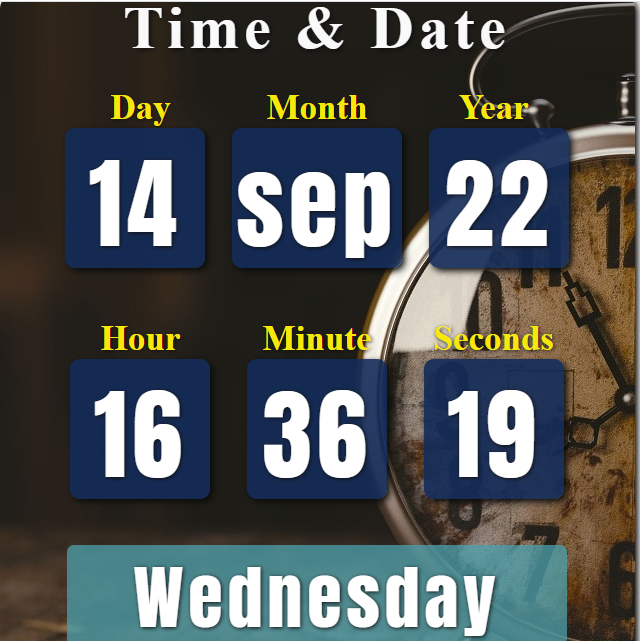 Time & Date
Day Month Year
14 sep 22
Hour Minute Seconds
16 36 19
Wednesday